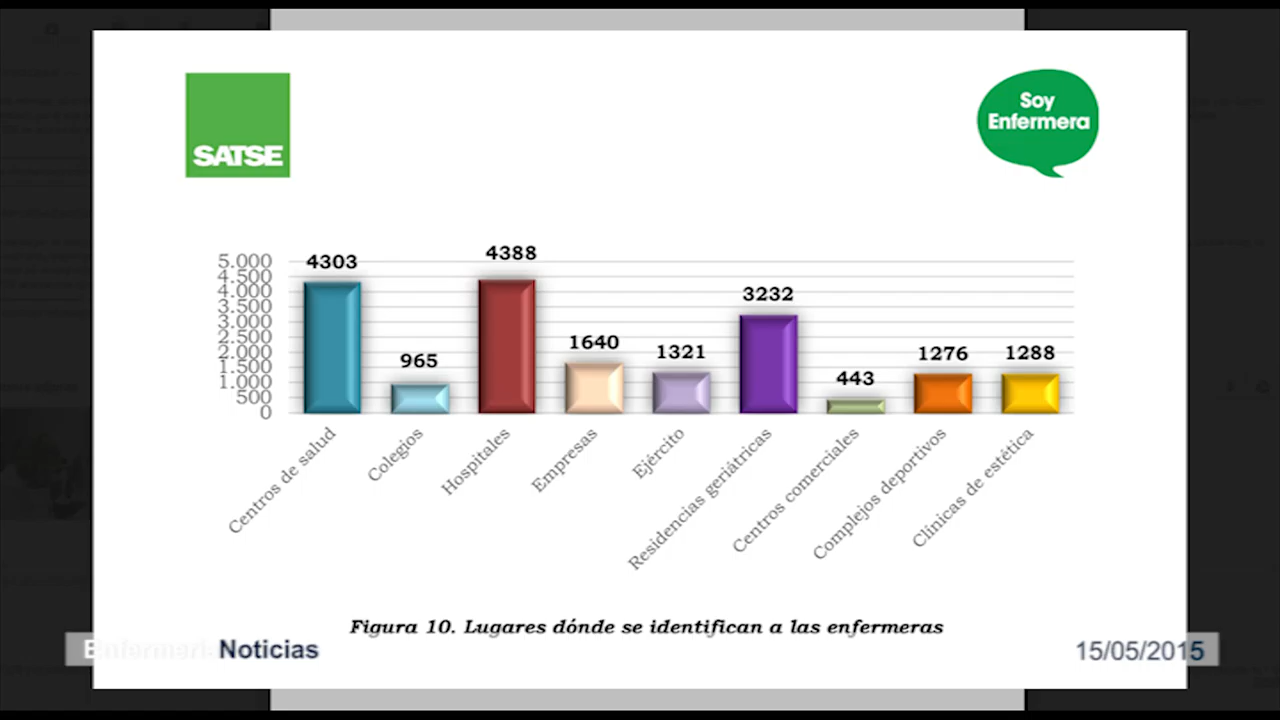 SATSE
Soy
Enfermera
5.000
4.500
4.000
3.500
3.000
2.500
2.000
1.500
1.000
500
0
4303
965
4388
1640
1321
3232
443
1276
1288
Centros de salud
Colegios
Hospitales
Empresas
Ejército
Residencias geriátricas
Centros comerciales
Complejos deportivos
Clínicas de estética
Figura 10. Lugares dónde se identifican a las enfermeras
Noticias
15/05/2015